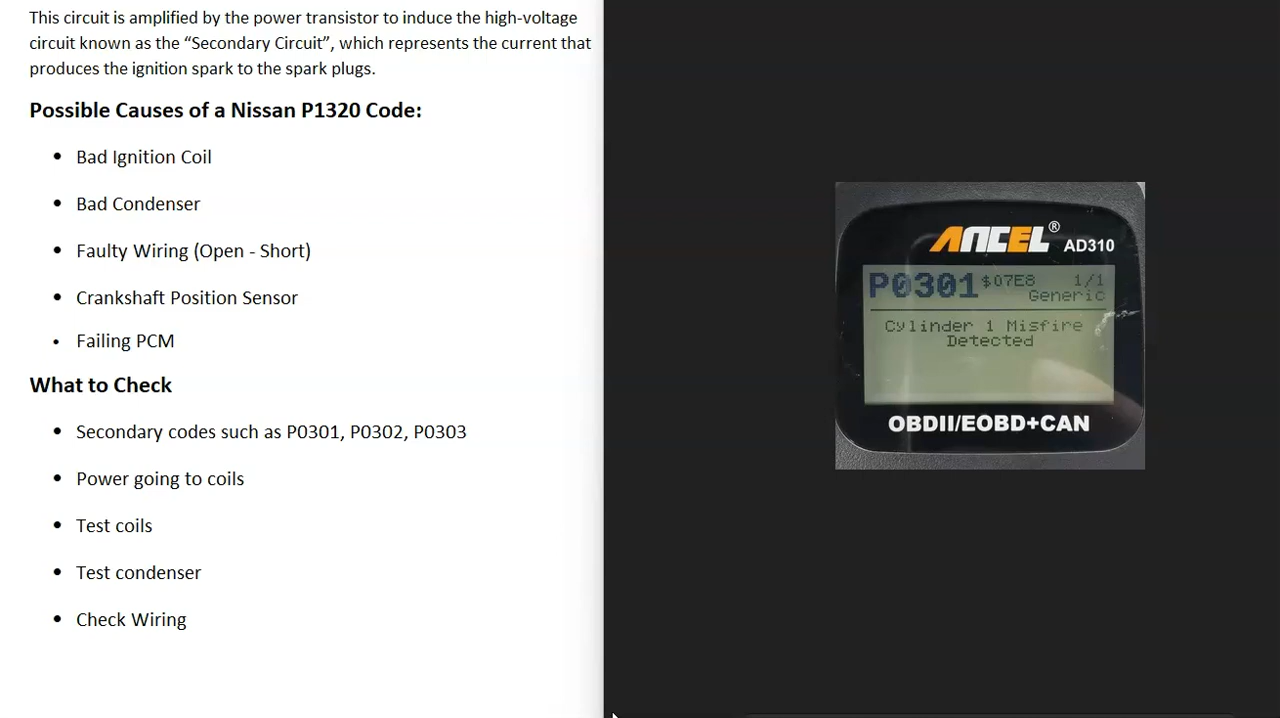 This circuit is amplified by the power transistor to induce the high-voltage
circuit known as the “Secondary Circuit”, which represents the current that
produces the ignition spark to the spark plugs.
Possible Causes of a Nissan P1320 Code:
• Bad Ignition Coil
• Bad Condenser
• Faulty Wiring (Open - Short)
• Crankshaft Position Sensor
• Failing PCM
What to Check
• Secondary codes such as P0301, P0302, P0303
• Power going to coils
• Test coils
• Test condenser
• Check Wiring
ANCEL® AD310
P0301 $07E8 1/1
Generic
Cylinder 1 Misfire
Detected
OBDII/EOBD+CAN